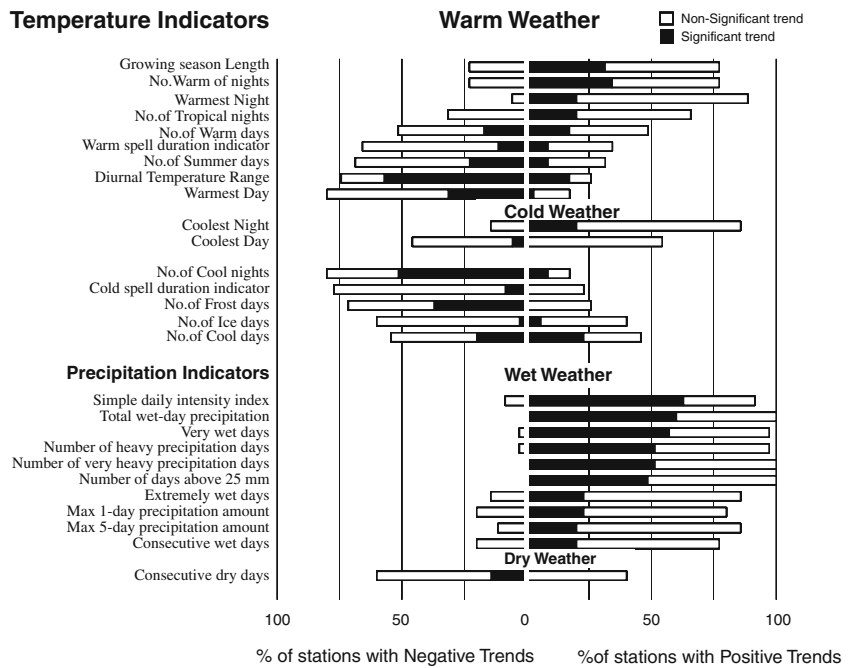 Temperature Indicators
Warm Weather
Non-Significant trend
Significant trend
Growing season Length
No.Warm of nights
Warmest Night
No.of Tropical nights
No.of Warm days
Warm spell duration indicator
No.of Summer days
Diurnal Temperature Range
Warmest Day
Cold Weather
Coolest Night
Coolest Day
No.of Cool nights
Cold spell duration indicator
No.of Frost days
No.of Ice days
No.of Cool days
Precipitation Indicators
Wet Weather
Simple daily intensity index
Total wet-day precipitation
Very wet days
Number of heavy precipitation days
Number of very heavy precipitation days
Number of days above 25 mm
Extremely wet days
Max 1-day precipitation amount
Max 5-day precipitation amount
Consecutive wet days
Dry Weather
Consecutive dry days
100 50 0 50 100
% of stations with Negative Trends %of stations with Positive Trends